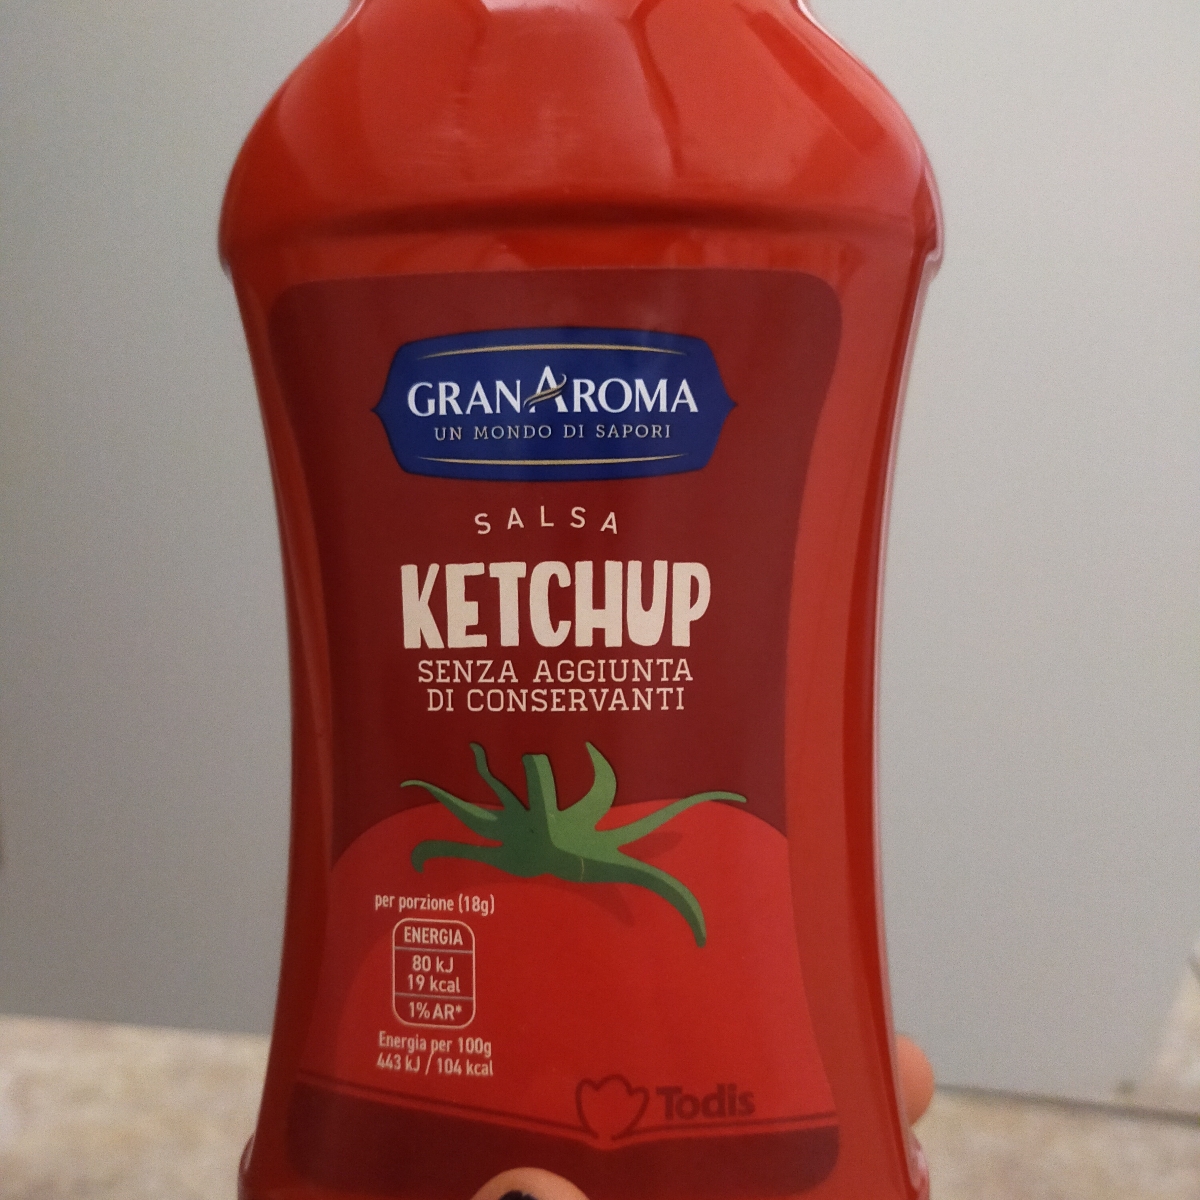 GRANAROMA
UN MONDO DI SAPORI
SALSA
KETCHUP
SENZA AGGIUNTA
DI CONSERVANTI
per porzione (18g)
ENERGIA
80 kJ
19 kcal
1% AR*
Energia per 100g
443 kJ / 104 kcal
Todis